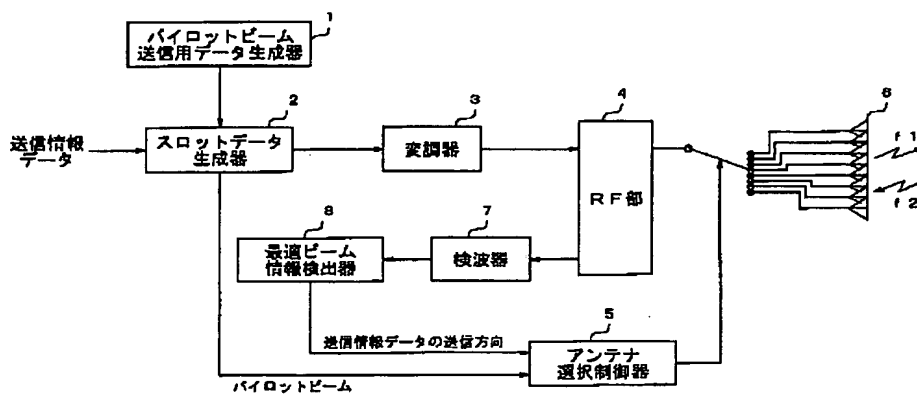 1
パイロットビーム
送信用データ生成器
2
3
4
6
送信情報
データ
スロットデータ
生成器
変調器
RF部
f1
f2
8
7
最適ビーム
情報検出器
検波器
5
送信情報データの送信方向
アンテナ
選択制御器
パイロットビーム